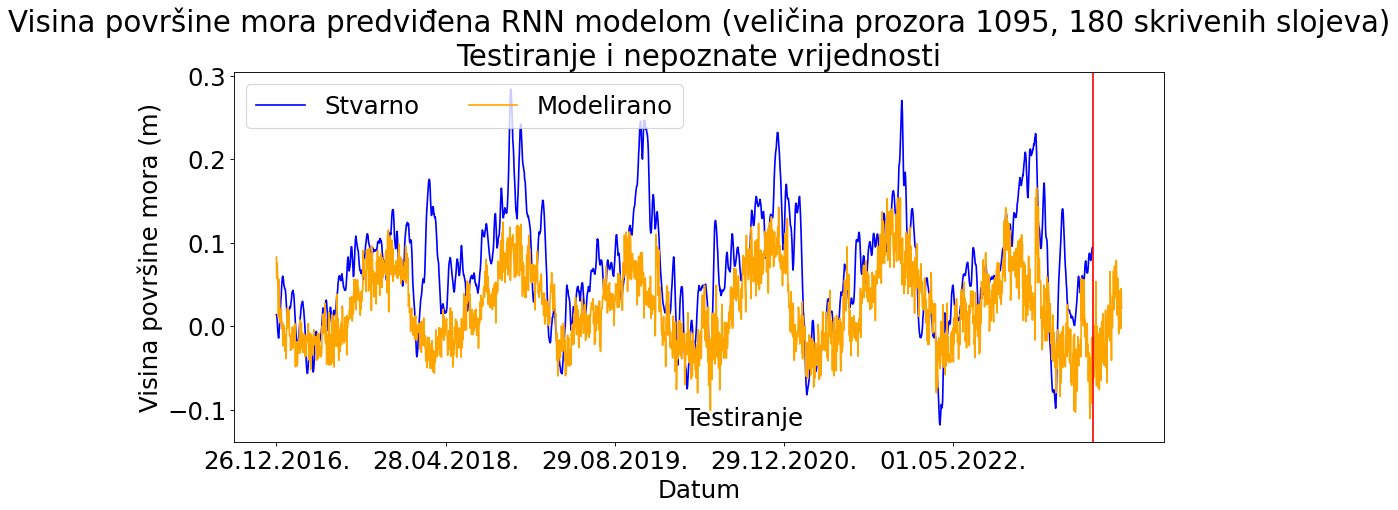 Visina površine mora predviđena RNN modelom (veličina prozora 1095, 180 skrivenih slojeva)
Testiranje i nepoznate vrijednosti
Stvarno
Modelirano
Visina površine mora (m)
0.3
0.2
0.1
0.0
−0.1
Testiranje
26.12.2016.
28.04.2018.
29.08.2019.
29.12.2020.
01.05.2022.
Datum